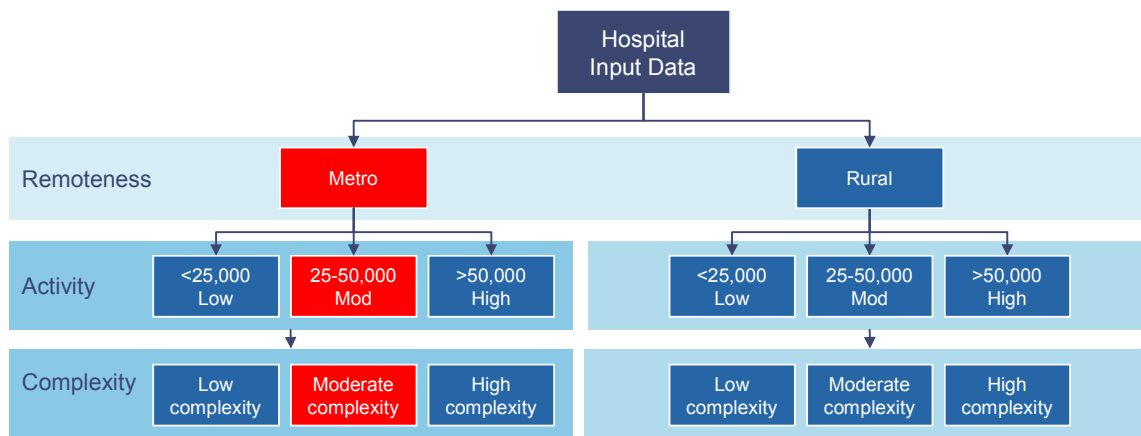 Hospital
Input Data
Remoteness
Metro
Rural
Activity
<25,000
Low
25-50,000
Mod
>50,000
High
<25,000
Low
25-50,000
Mod
>50,000
High
Complexity
Low
complexity
Moderate
complexity
High
complexity
Low
complexity
Moderate
complexity
High
complexity